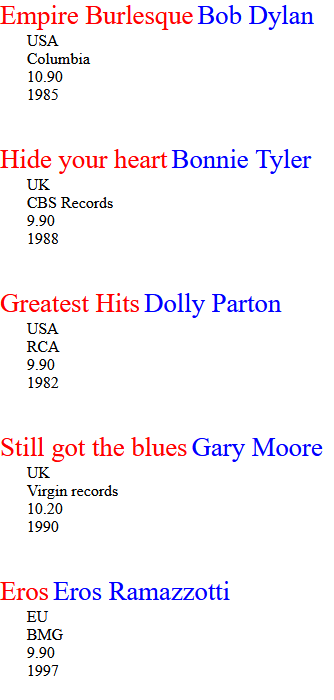 Empire Burlesque Bob Dylan
USA
Columbia
10.90
1985
Hide your heart Bonnie Tyler
UK
CBS Records
9.90
1988
Greatest Hits Dolly Parton
USA
RCA
9.90
1982
Still got the blues Gary Moore
UK
Virgin records
10.20
1990
Eros Eros Ramazzotti
EU
BMG
9.90
1997